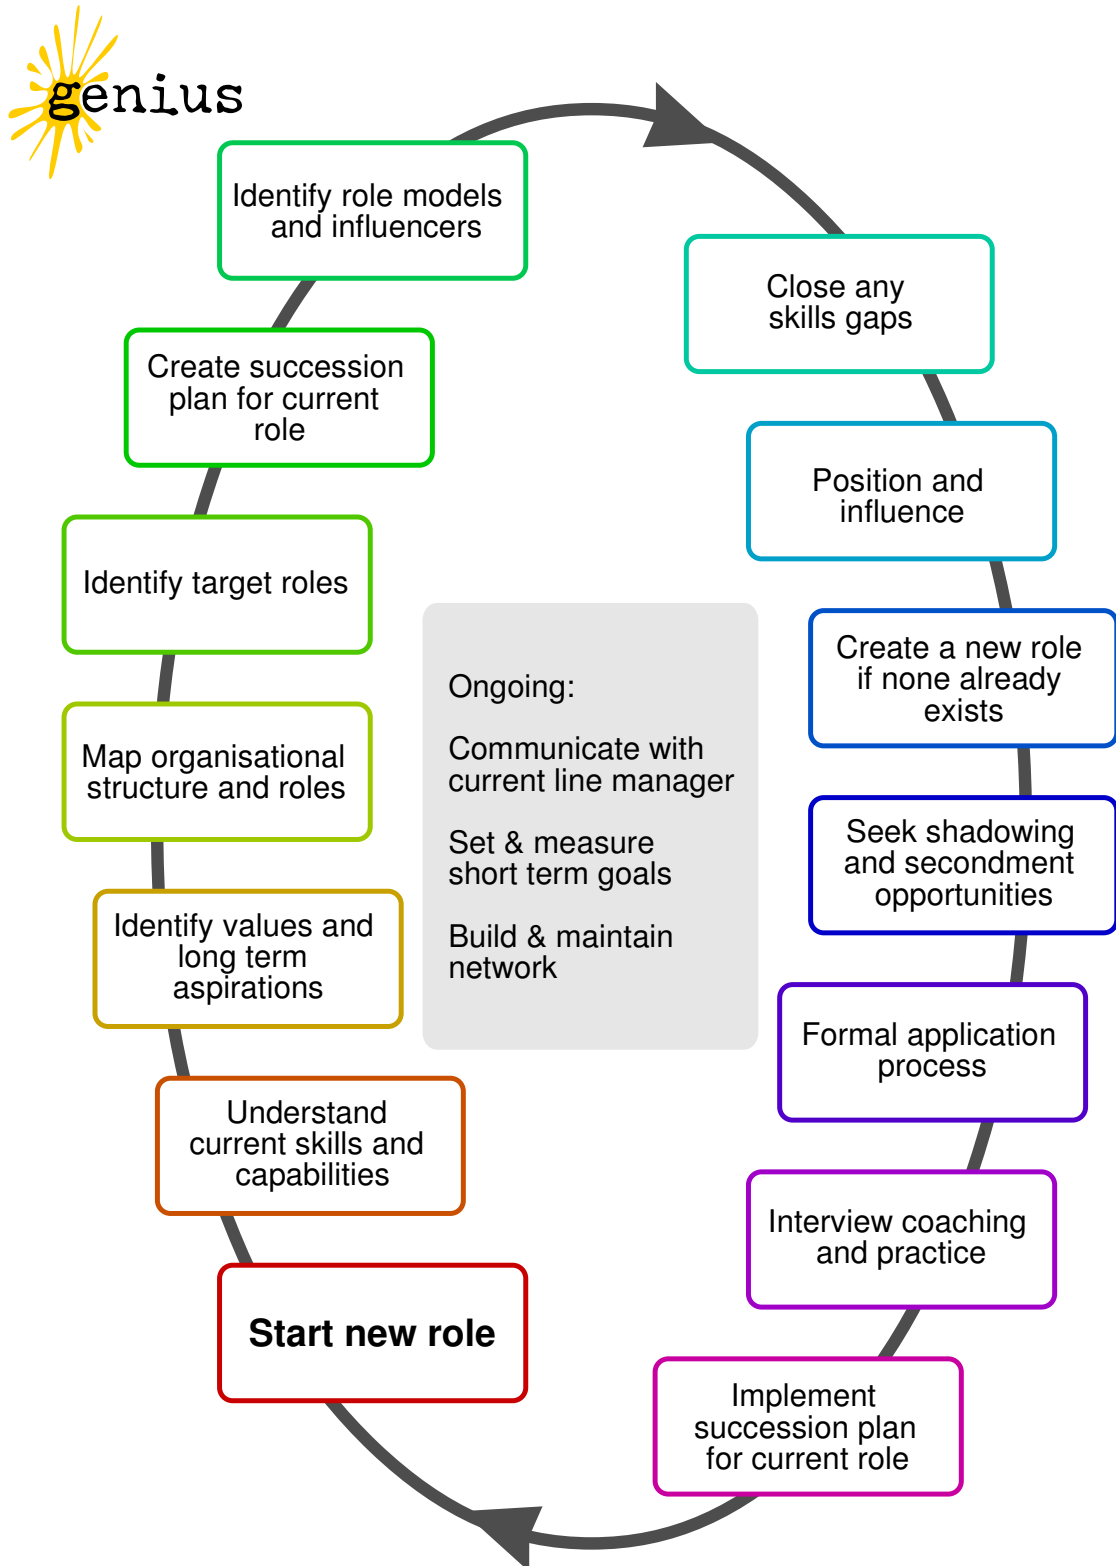 genius
Identify role models
and influencers
Close any
skills gaps
Create succession
plan for current
role
Position and
influence
Identify target roles
Create a new role
if none already
exists
Ongoing:
Communicate with
current line manager
Set & measure
short term goals
Build & maintain
network
Map organisational
structure and roles
Seek shadowing
and secondment
opportunities
Identify values and
long term
aspirations
Formal application
process
Understand
current skills and
capabilities
Interview coaching
and practice
Start new role
Implement
succession plan
for current role